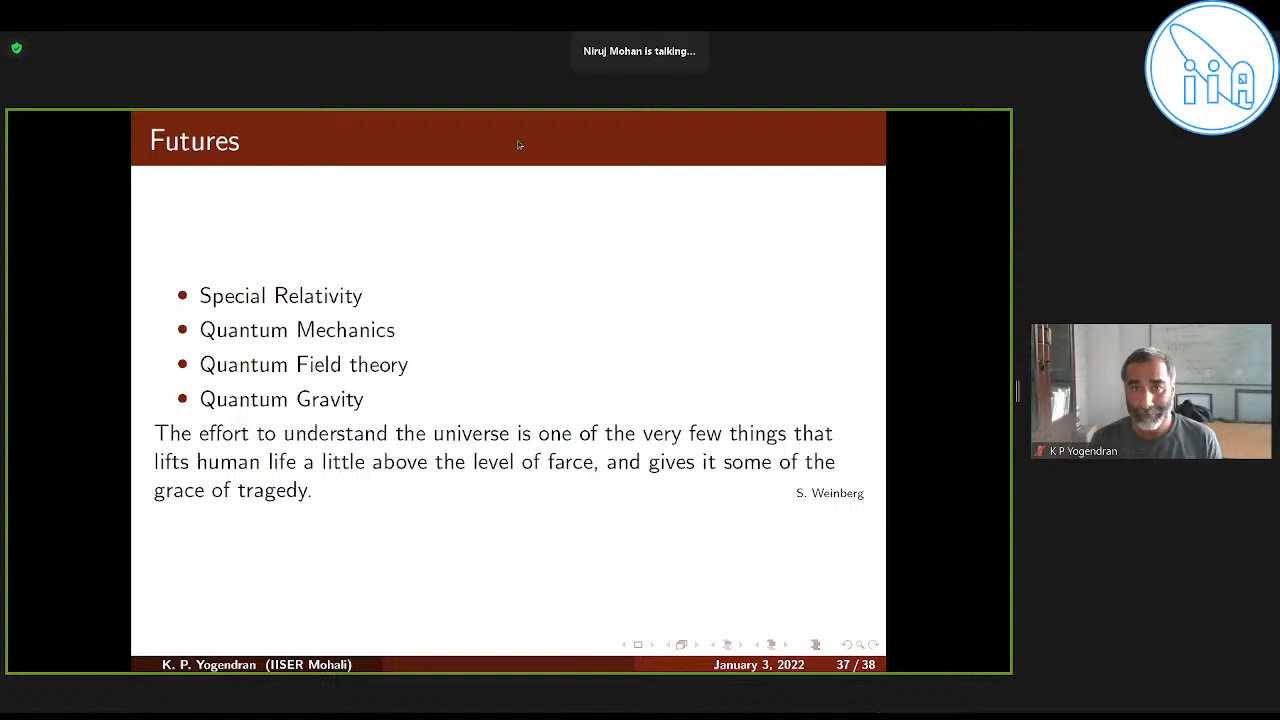 Niruj Mohan is talking...
iiA
Futures
• Special Relativity
• Quantum Mechanics
• Quantum Field theory
• Quantum Gravity
The effort to understand the universe is one of the very few things that
lifts human life a little above the level of farce, and gives it some of the
grace of tragedy.
S. Weinberg
K P Yogendran
K. P. Yogendran (IISER Mohali)
January 3, 2022
37 / 38